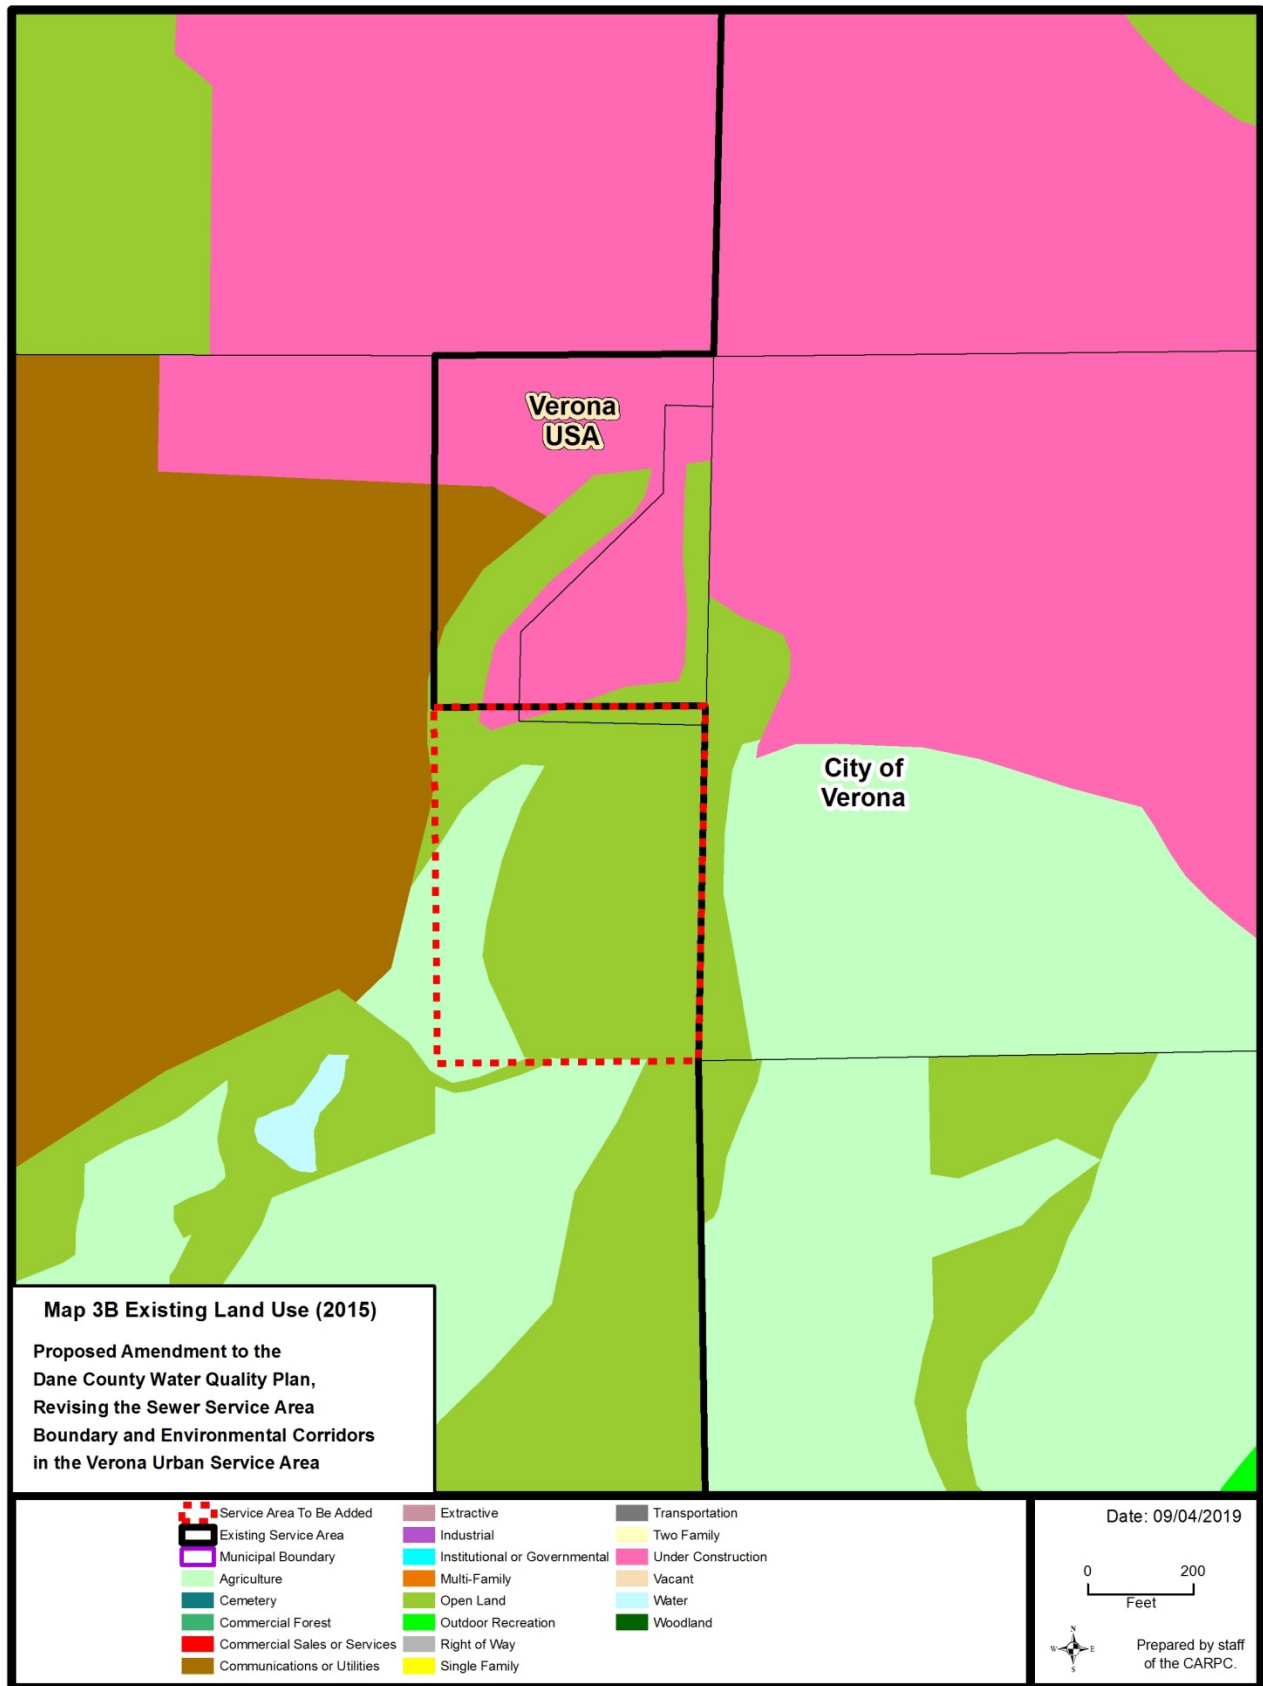 Verona
USA
City of
Verona
Map 3B Existing Land Use (2015)
Proposed Amendment to the
Dane County Water Quality Plan,
Revising the Sewer Service Area
Boundary and Environmental Corridors
in the Verona Urban Service Area
Service Area To Be Added
Existing Service Area
Municipal Boundary
Agriculture
Cemetery
Commercial Forest
Commercial Sales or Services
Communications or Utilities
Extractive
Industrial
Institutional or Governmental
Multi-Family
Open Land
Outdoor Recreation
Right of Way
Single Family
Transportation
Two Family
Under Construction
Vacant
Water
Woodland
Date: 09/04/2019
0 200
Feet
N
W E
S
Prepared by staff
of the CARPC.